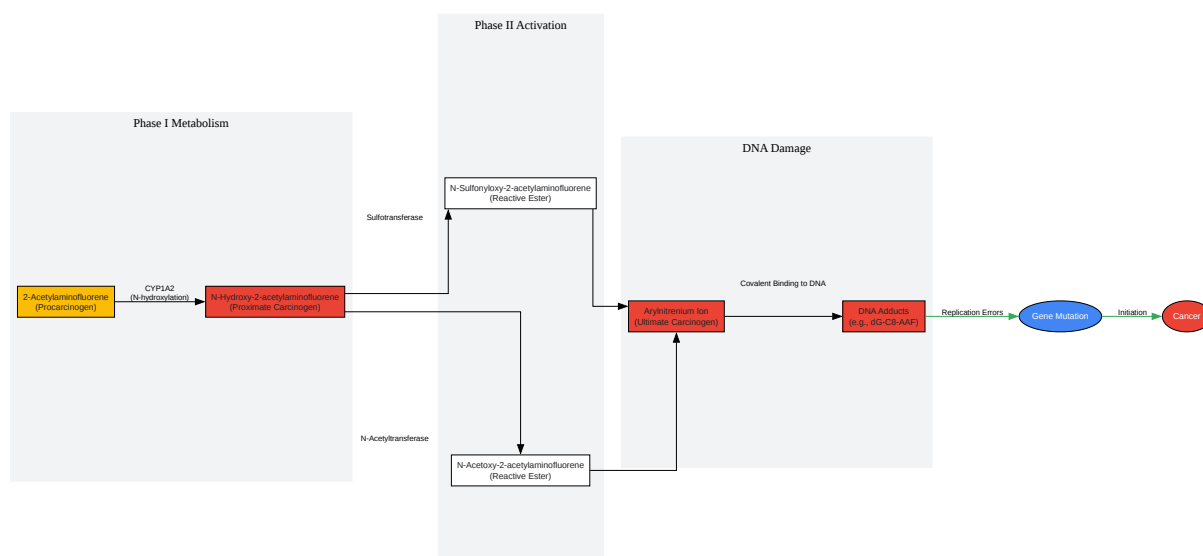 Phase II Activation
Phase I Metabolism
DNA Damage
N-Sulfonyloxy-2-acetylaminofluorene
(Reactive Ester)
Sulfotransferase
Covalent Binding to DNA
2-Acetylaminofluorene
(Procarcinogen)
CYP1A2
(N-hydroxylation)
N-Hydroxy-2-acetylaminofluorene
(Proximate Carcinogen)
Arylnitrenium Ion
(Ultimate Carcinogen)
DNA Adducts
(e.g., dG-C8-AAF)
Replication Errors
Gene Mutation
Initiation
Cancer
N-Acetyltransferase
N-Acetoxy-2-acetylaminofluorene
(Reactive Ester)